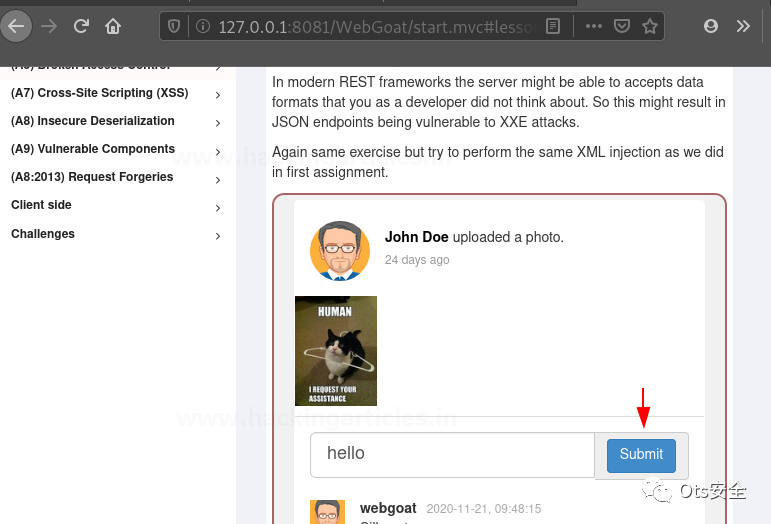 127.0.0.1:8081/WebGoat/start.mvc#lesso
(A7) Cross-Site Scripting (XSS)
(A8) Insecure Deserialization
(A9) Vulnerable Components
(A8:2013) Request Forgeries
Client side
Challenges
In modern REST frameworks the server might be able to accepts data
formats that you as a developer did not think about. So this might result in
JSON endpoints being vulnerable to XXE attacks.
Again same exercise but try to perform the same XML injection as we did
in first assignment.
www.hackingarticles.in
John Doe uploaded a photo.
24 days ago
HUMAN
I REQUEST YOUR
ASSISTANCE
www.hackingarticles.in
hello
Submit
webgoat 2020-11-21, 09:48:15
Ots安全